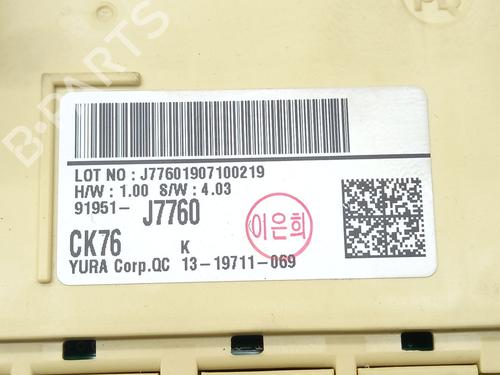 B-PARTS
LOT NO : J77601907100219
H/W : 1.00 S/W : 4.03
91951- J7760
이은희
CK76 K
YURA Corp.QC 13-19711-069